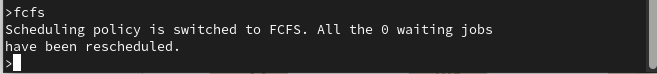 >fcfs
Scheduling policy is switched to FCFS. All the 0 waiting jobs
have been rescheduled.
>